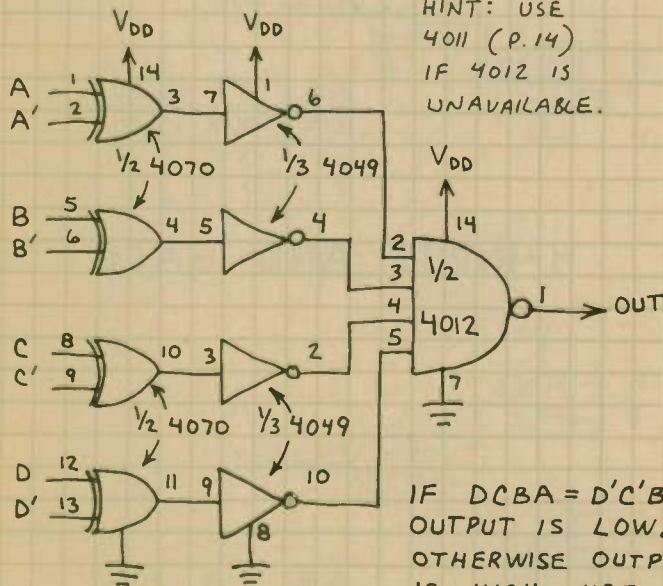 HINT: USE
4011 (P.14)
IF 4012 IS
UNAVAILABLE.
VDD
VDD
A 1 14 3 7 1 6
A' 2
1/2 4070 1/3 4049
VDD
B 5 4 5 4 14
B' 6
2
3 1/2 1 OUT
4 4012
5
7
C 8 10 3 2
C' 9
1/2 4070 1/3 4049
D 12 11 9 10
D' 13
8
IF DCBA = D'C'B
OUTPUT IS LOW.
OTHERWISE OUTP